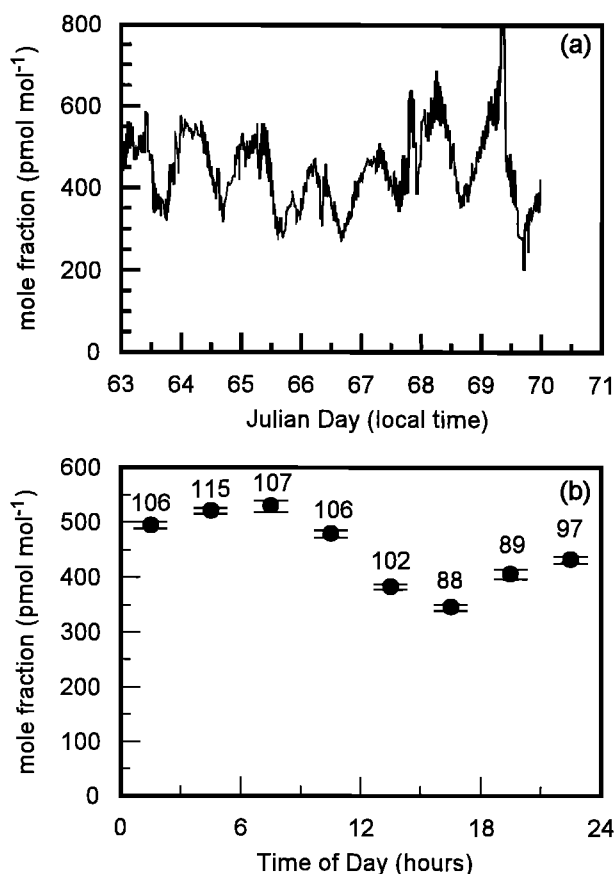 (a)
800
600
400
200
0
mole fraction (pmol mol⁻¹)
63 64 65 66 67 68 69 70 71
Julian Day (local time)
(b)
600
500
400
300
200
100
0
mole fraction (pmol mol⁻¹)
106 115 107 106 102 88 89 97
0 6 12 18 24
Time of Day (hours)